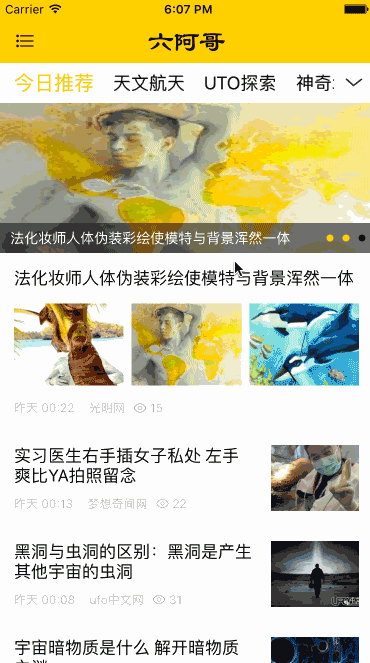 Carrier 6:07 PM
六阿哥
今日推荐 天文航天 UTO探索 神奇
法化妆师人体伪装彩绘使模特与背景浑然一体
法化妆师人体伪装彩绘使模特与背景浑然一体
昨天 00:22 光明网 15
实习医生右手插女子私处 左手
爽比YA拍照留念
昨天 00:13 梦想奇闻网 22
黑洞与虫洞的区别：黑洞是产生
其他宇宙的虫洞
昨天 00:08 ufo中文网 31
宇宙暗物质是什么 解开暗物质